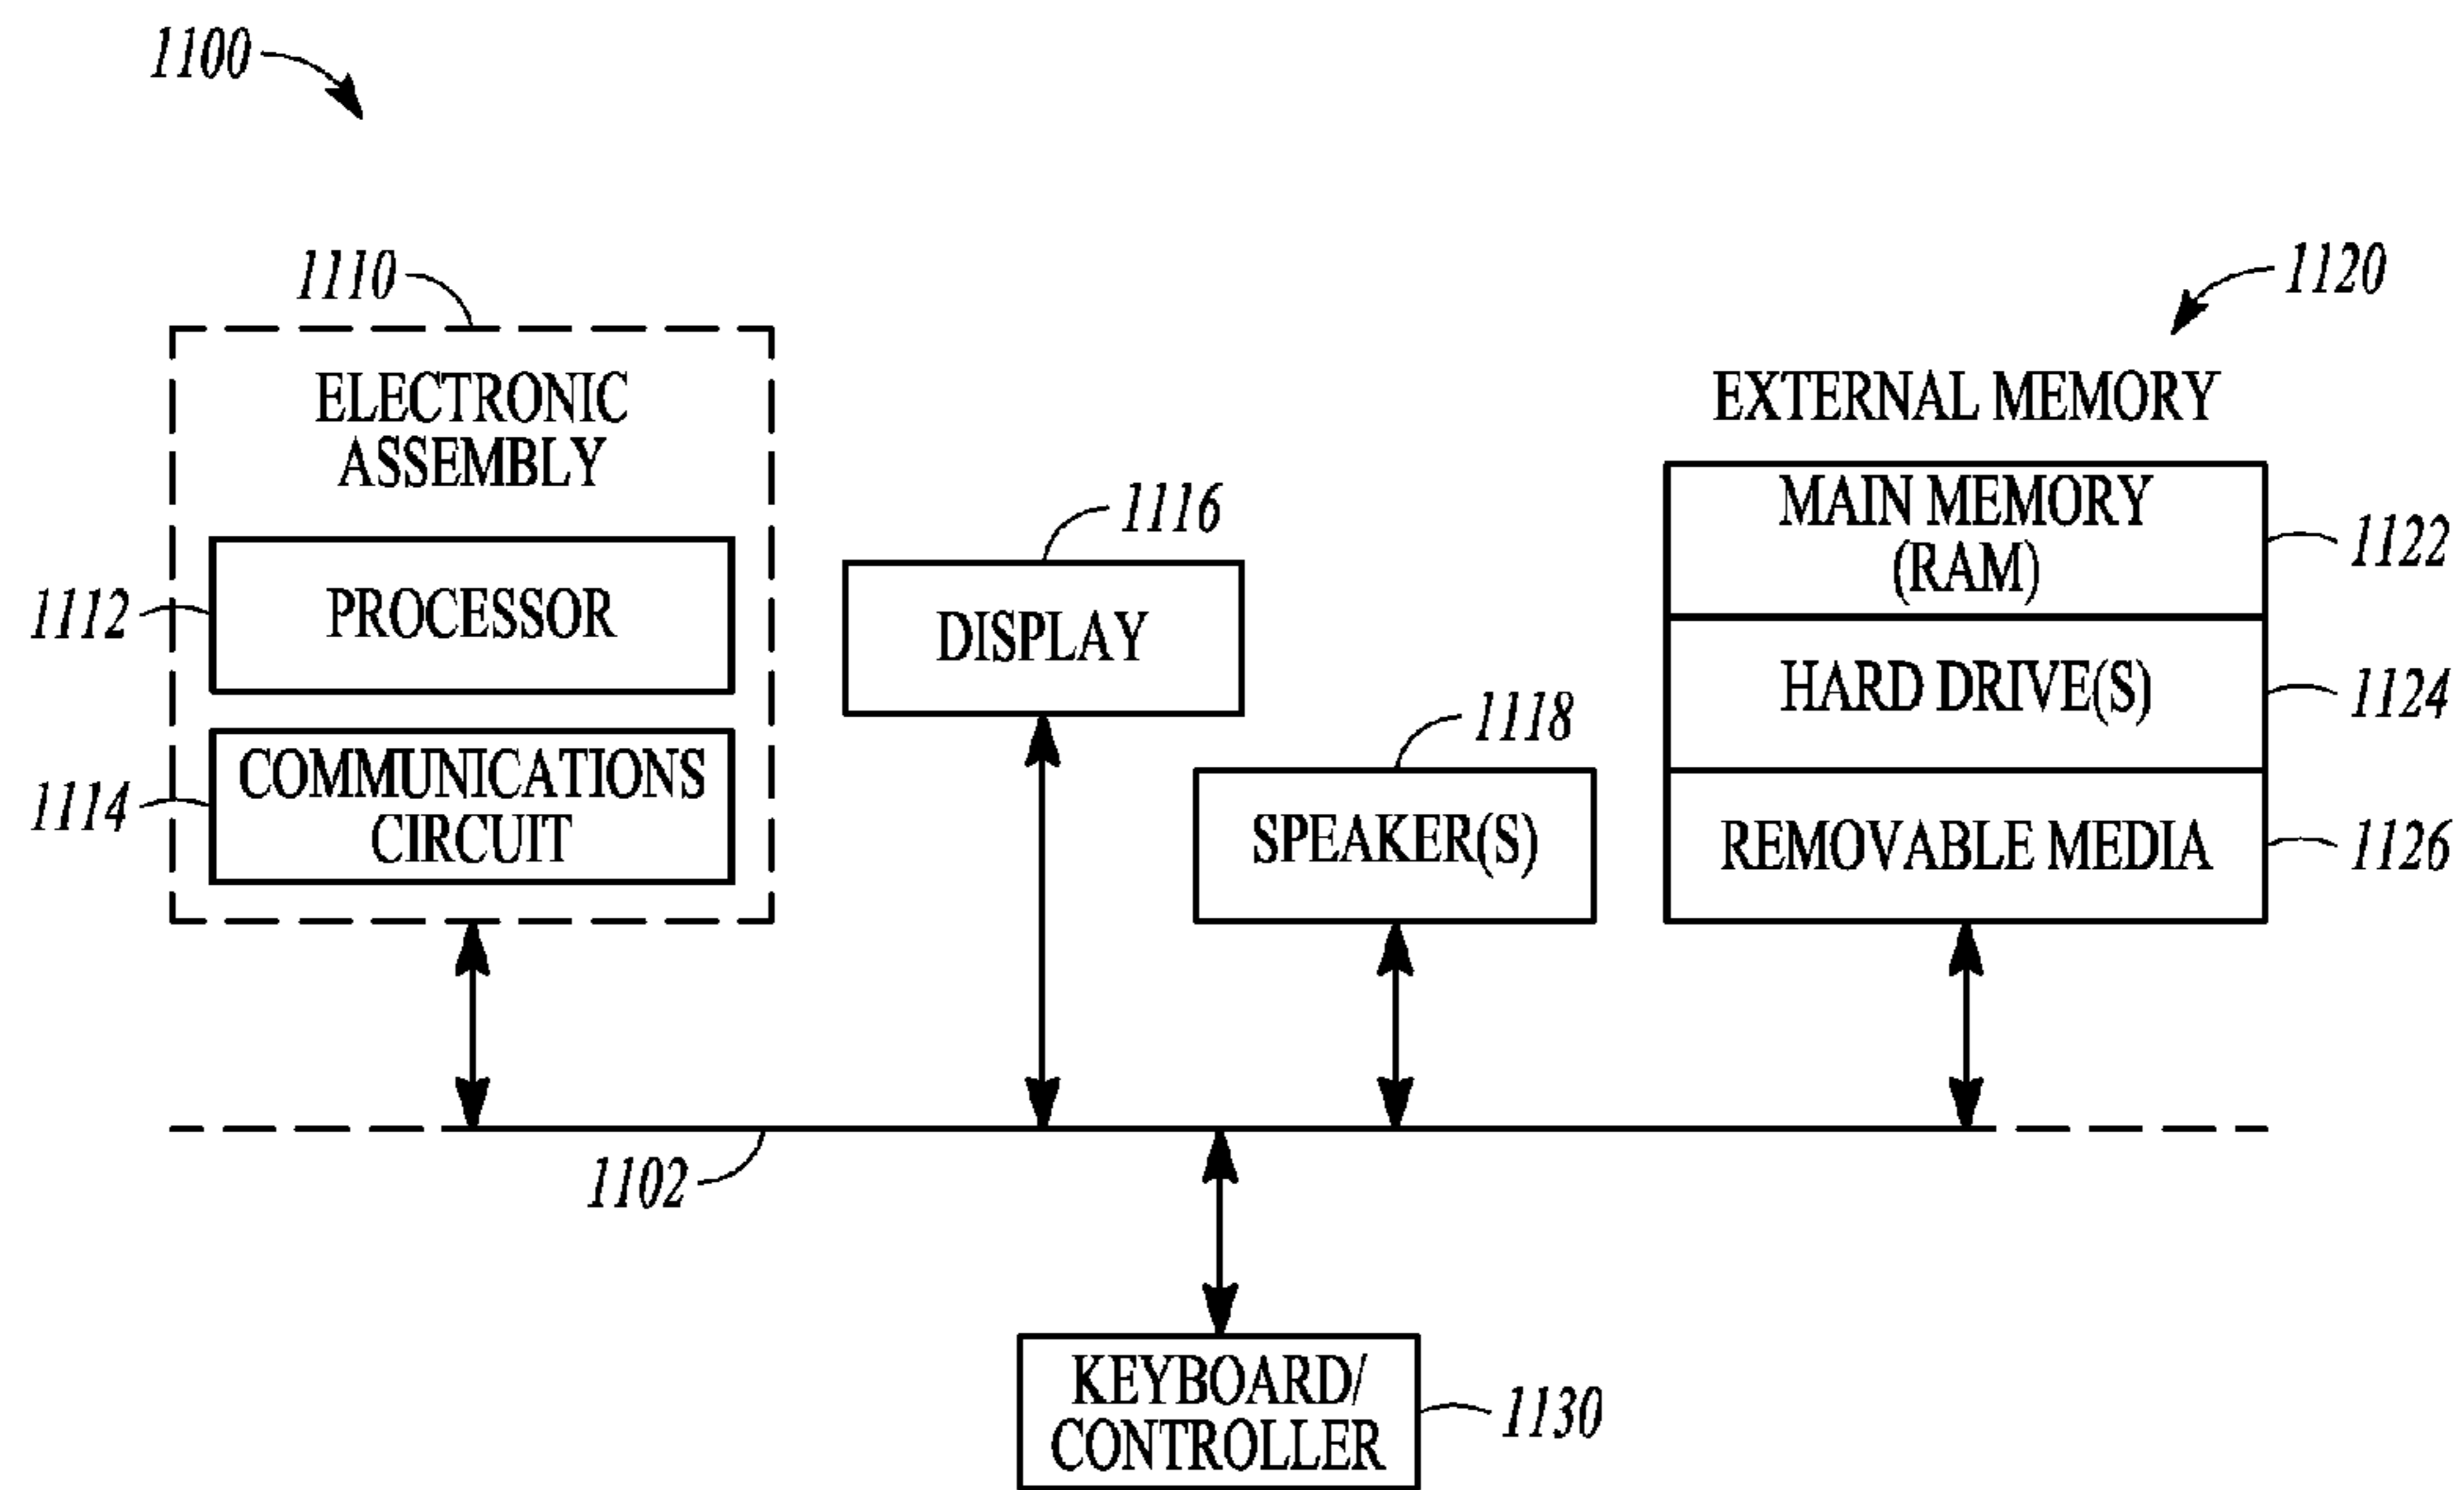 1100
1110
1120
ELECTRONIC
ASSEMBLY
EXTERNAL MEMORY
1116
MAIN MEMORY
(RAM)
1122
1112
PROCESSOR
DISPLAY
HARD DRIVE(S)
1124
1118
1114
COMMUNICATIONS
CIRCUIT
SPEAKER(S)
REMOVABLE MEDIA
1126
1102
KEYBOARD/
CONTROLLER
1130